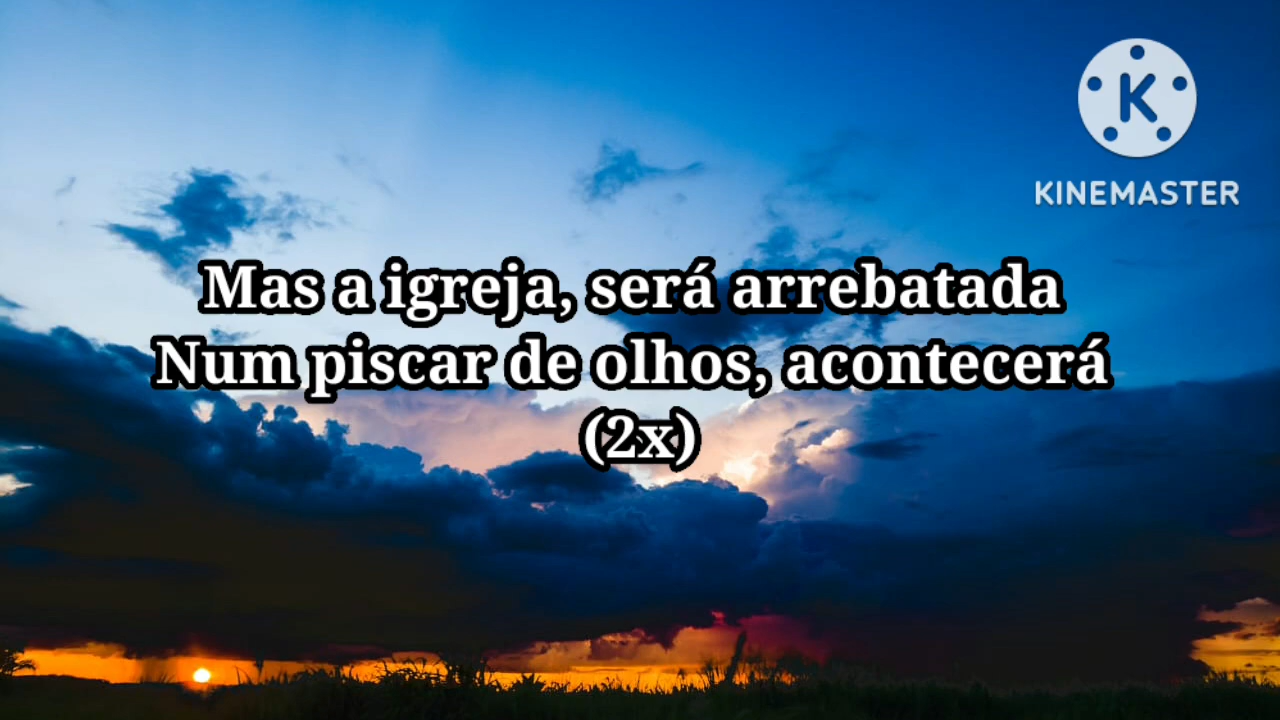 K
KINEMASTER
Mas a igreja, será arrebatada
Num piscar de olhos, acontecerá
(2x)